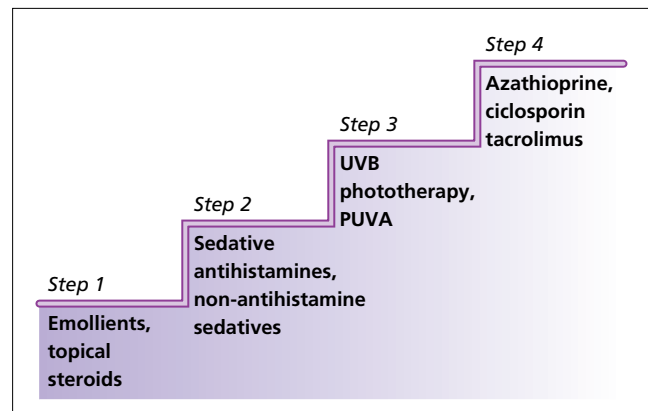 Step 1
Emollients,
topical
steroids
Step 2
Sedative
antihistamines,
non-antihistamine
sedatives
Step 3
UVB
phototherapy,
PUVA
Step 4
Azathioprine,
ciclosporin
tacrolimus